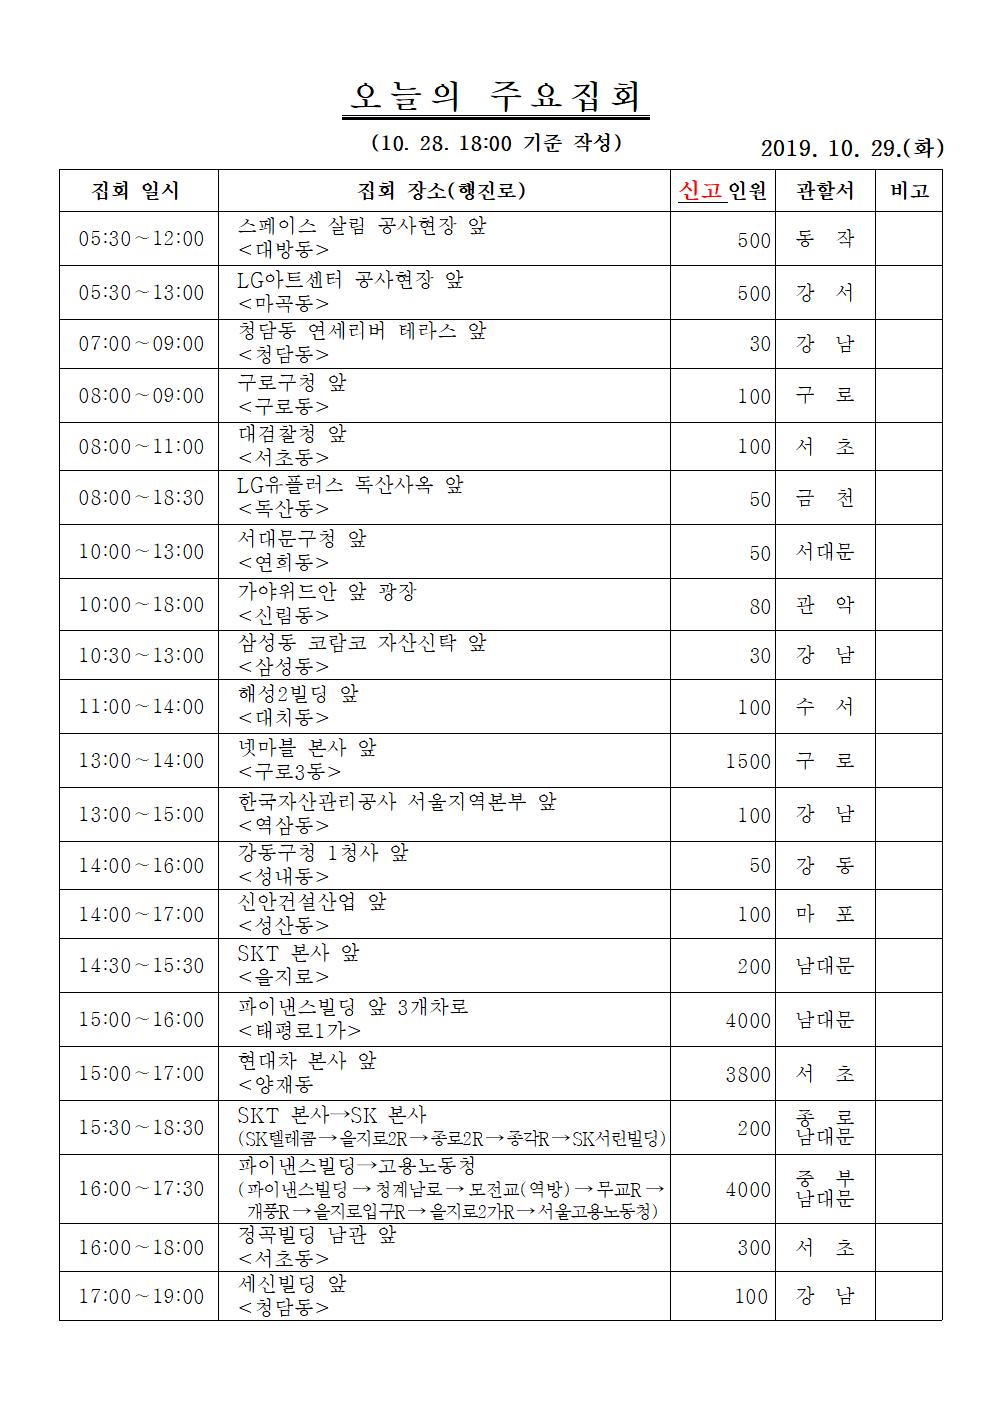 오늘의 주요집회
(10. 28. 18:00 기준 작성)
2019. 10. 29.(화)
집회 일시 집회 장소(행진로) 신고 인원 관할서 비고
05:30~12:00 스페이스 살림 공사현장 앞 500 동 작
<대방동>
05:30~13:00 LG아트센터 공사현장 앞 500 강 서
<마곡동>
07:00~09:00 청담동 연세리버 테라스 앞 30 강 남
<청담동>
08:00~09:00 구로구청 앞 100 구 로
<구로동>
08:00~11:00 대검찰청 앞 100 서 초
<서초동>
08:00~18:30 LG유플러스 독산사옥 앞 50 금 천
<독산동>
10:00~13:00 서대문구청 앞 50 서대문
<연희동>
10:00~18:00 가야위드안 앞 광장 80 관 악
<신림동>
10:30~13:00 삼성동 코람코 자산신탁 앞 30 강 남
<삼성동>
11:00~14:00 해성2빌딩 앞 100 수 서
<대치동>
13:00~14:00 넷마블 본사 앞 1500 구 로
<구로3동>
13:00~15:00 한국자산관리공사 서울지역본부 앞 100 강 남
<역삼동>
14:00~16:00 강동구청 1청사 앞 50 강 동
<성내동>
14:00~17:00 신안건설산업 앞 100 마 포
<성산동>
14:30~15:30 SKT 본사 앞 200 남대문
<을지로>
15:00~16:00 파이낸스빌딩 앞 3개차로 4000 남대문
<태평로1가>
15:00~17:00 현대차 본사 앞 3800 서 초
<양재동
15:30~18:30 SKT 본사→SK 본사 200 종 로
(SK텔레콤→을지로2R→종로2R→종각R→SK서린빌딩) 남대문
16:00~17:30 파이낸스빌딩→고용노동청 4000 중 부
(파이낸스빌딩→청계남로→모전교(역방)→무교R→ 남대문
개풍R→을지로입구R→을지로2가R→서울고용노동청)
16:00~18:00 정곡빌딩 남관 앞 300 서 초
<서초동>
17:00~19:00 세신빌딩 앞 100 강 남
<청담동>